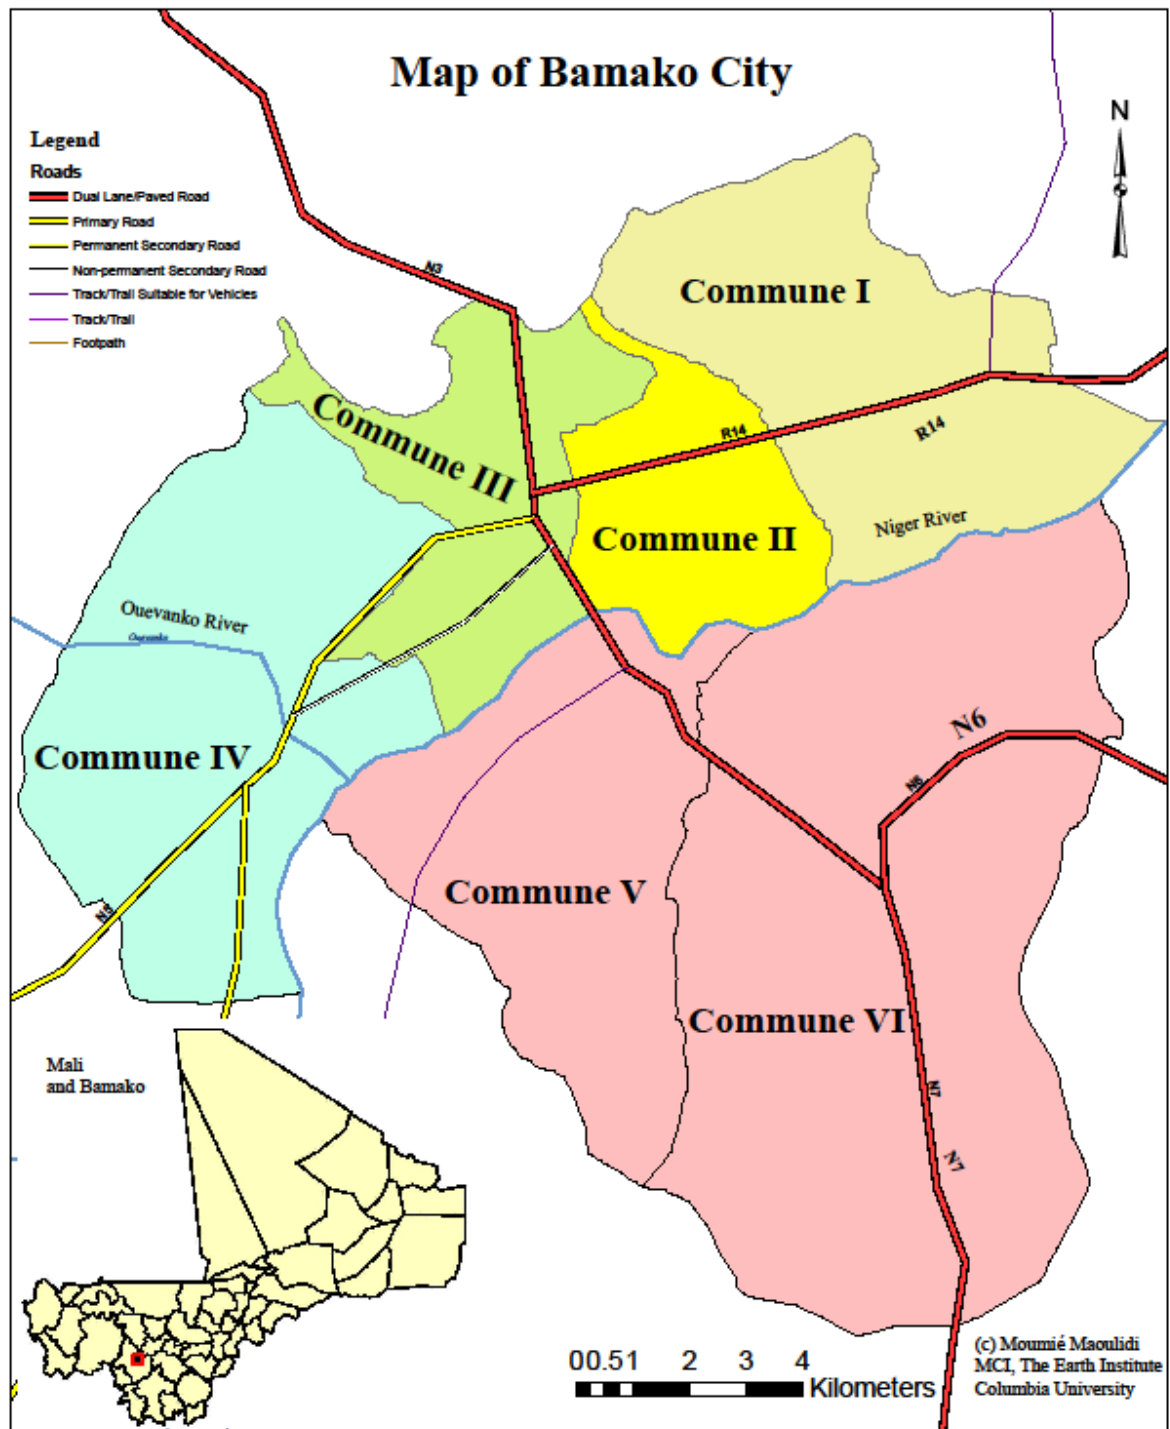 Map of Bamako City
N
Legend
Roads
Dual Lane/Paved Road
Primary Road
Permanent Secondary Road
Non-permanent Secondary Road
Track/Trail Suitable for Vehicles
Track/Trail
Footpath
N3
Commune I
Commune III
R14
R14
Niger River
Commune II
Ouevanko River
Ouevanko
N6
Commune IV
N6
Commune V
N5
Commune VI
Mali
and Bamako
N7
N7
00.51 2 3 4
Kilometers
(c) Moumié Maoulidi
MCI, The Earth Institute
Columbia University